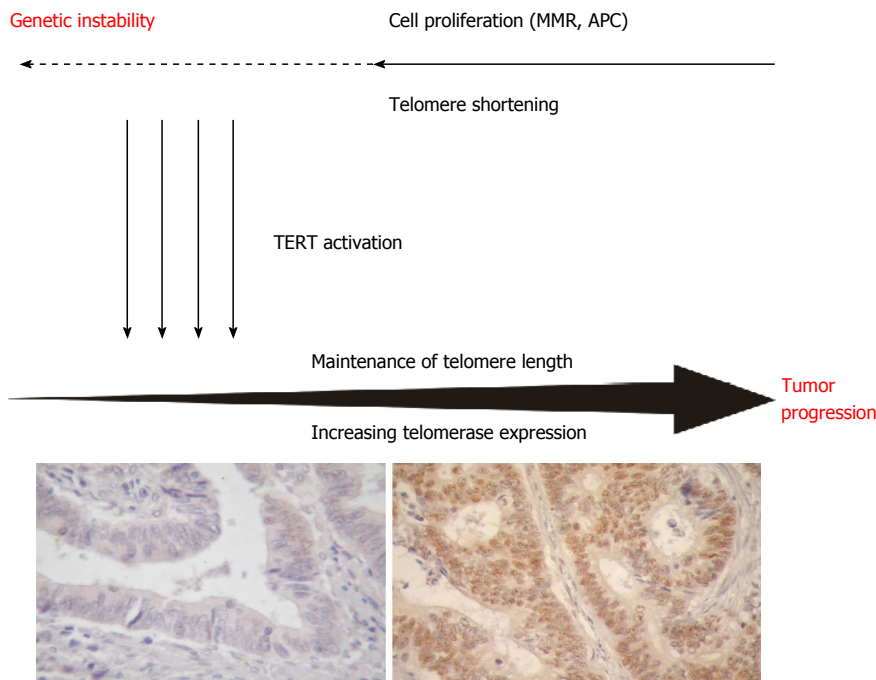 Genetic instability
Cell proliferation (MMR, APC)
Telomere shortening
TERT activation
Maintenance of telomere length
Increasing telomerase expression
Tumor
progression